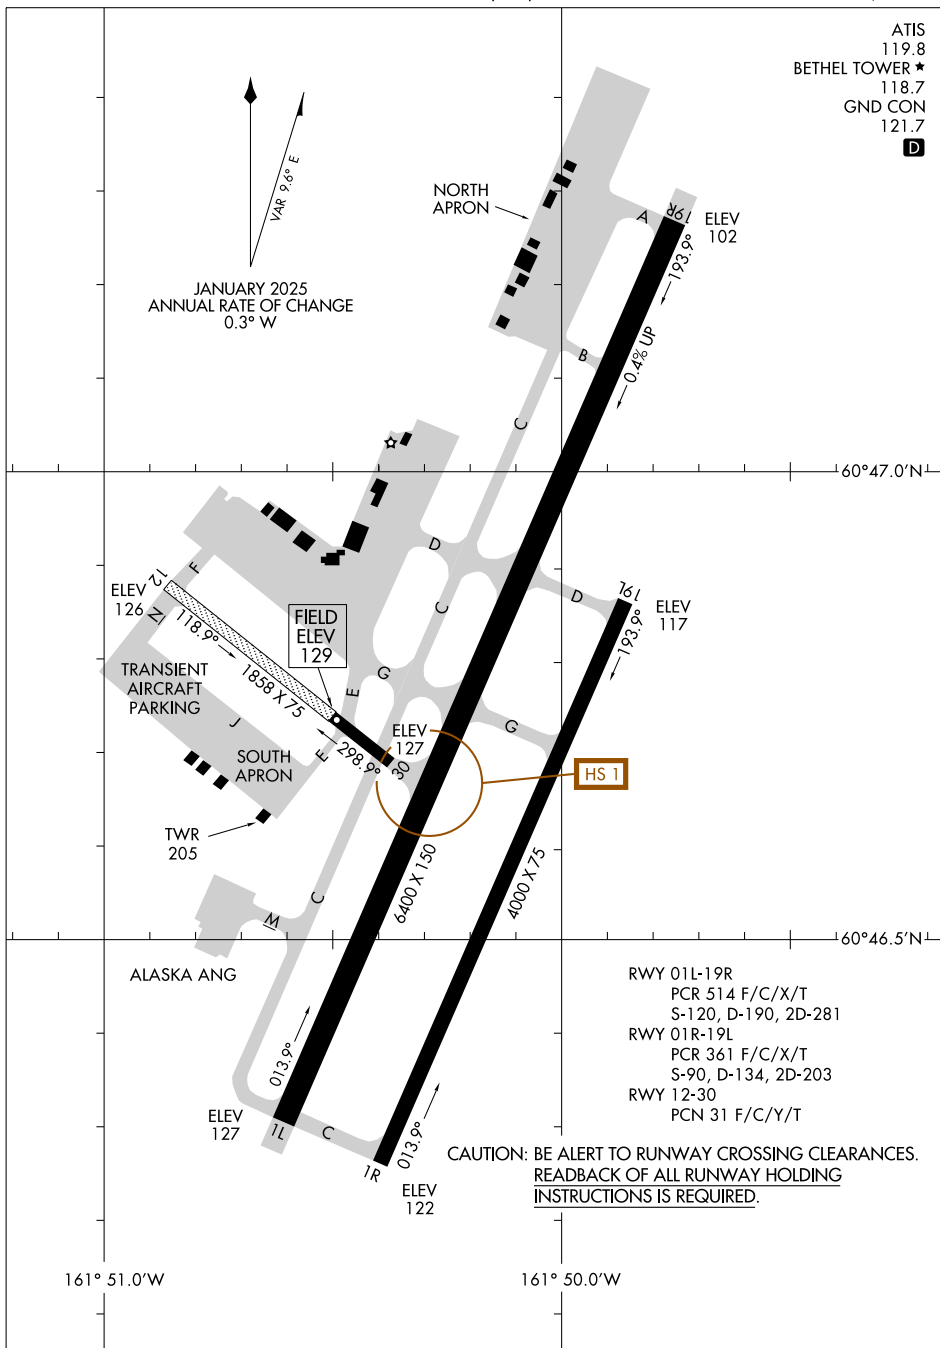 ATIS
119.8
BETHEL TOWER ★
118.7
GND CON
121.7
D
VAR 9.6° E
JANUARY 2025
ANNUAL RATE OF CHANGE
0.3° W
NORTH
APRON
A
19R
ELEV
102
193.9°
0.4% UP
B
C
60°47.0'N
D
C
D
19L
ELEV
117
193.9°
12
F
ELEV
126
N
118.9°
1858 X 75
FIELD
ELEV
129
TRANSIENT
AIRCRAFT
PARKING
J
E
G
G
SOUTH
APRON
E
298.9°
ELEV
127
30
HS 1
TWR
205
6400 X 150
4000 X 75
C
M
60°46.5'N
ALASKA ANG
RWY 01L-19R
PCR 514 F/C/X/T
S-120, D-190, 2D-281
RWY 01R-19L
PCR 361 F/C/X/T
S-90, D-134, 2D-203
RWY 12-30
PCN 31 F/C/Y/T
013.9°
ELEV
127
1L
C
013.9°
1R
ELEV
122
CAUTION: BE ALERT TO RUNWAY CROSSING CLEARANCES.
READBACK OF ALL RUNWAY HOLDING
INSTRUCTIONS IS REQUIRED.
161° 51.0'W
161° 50.0'W